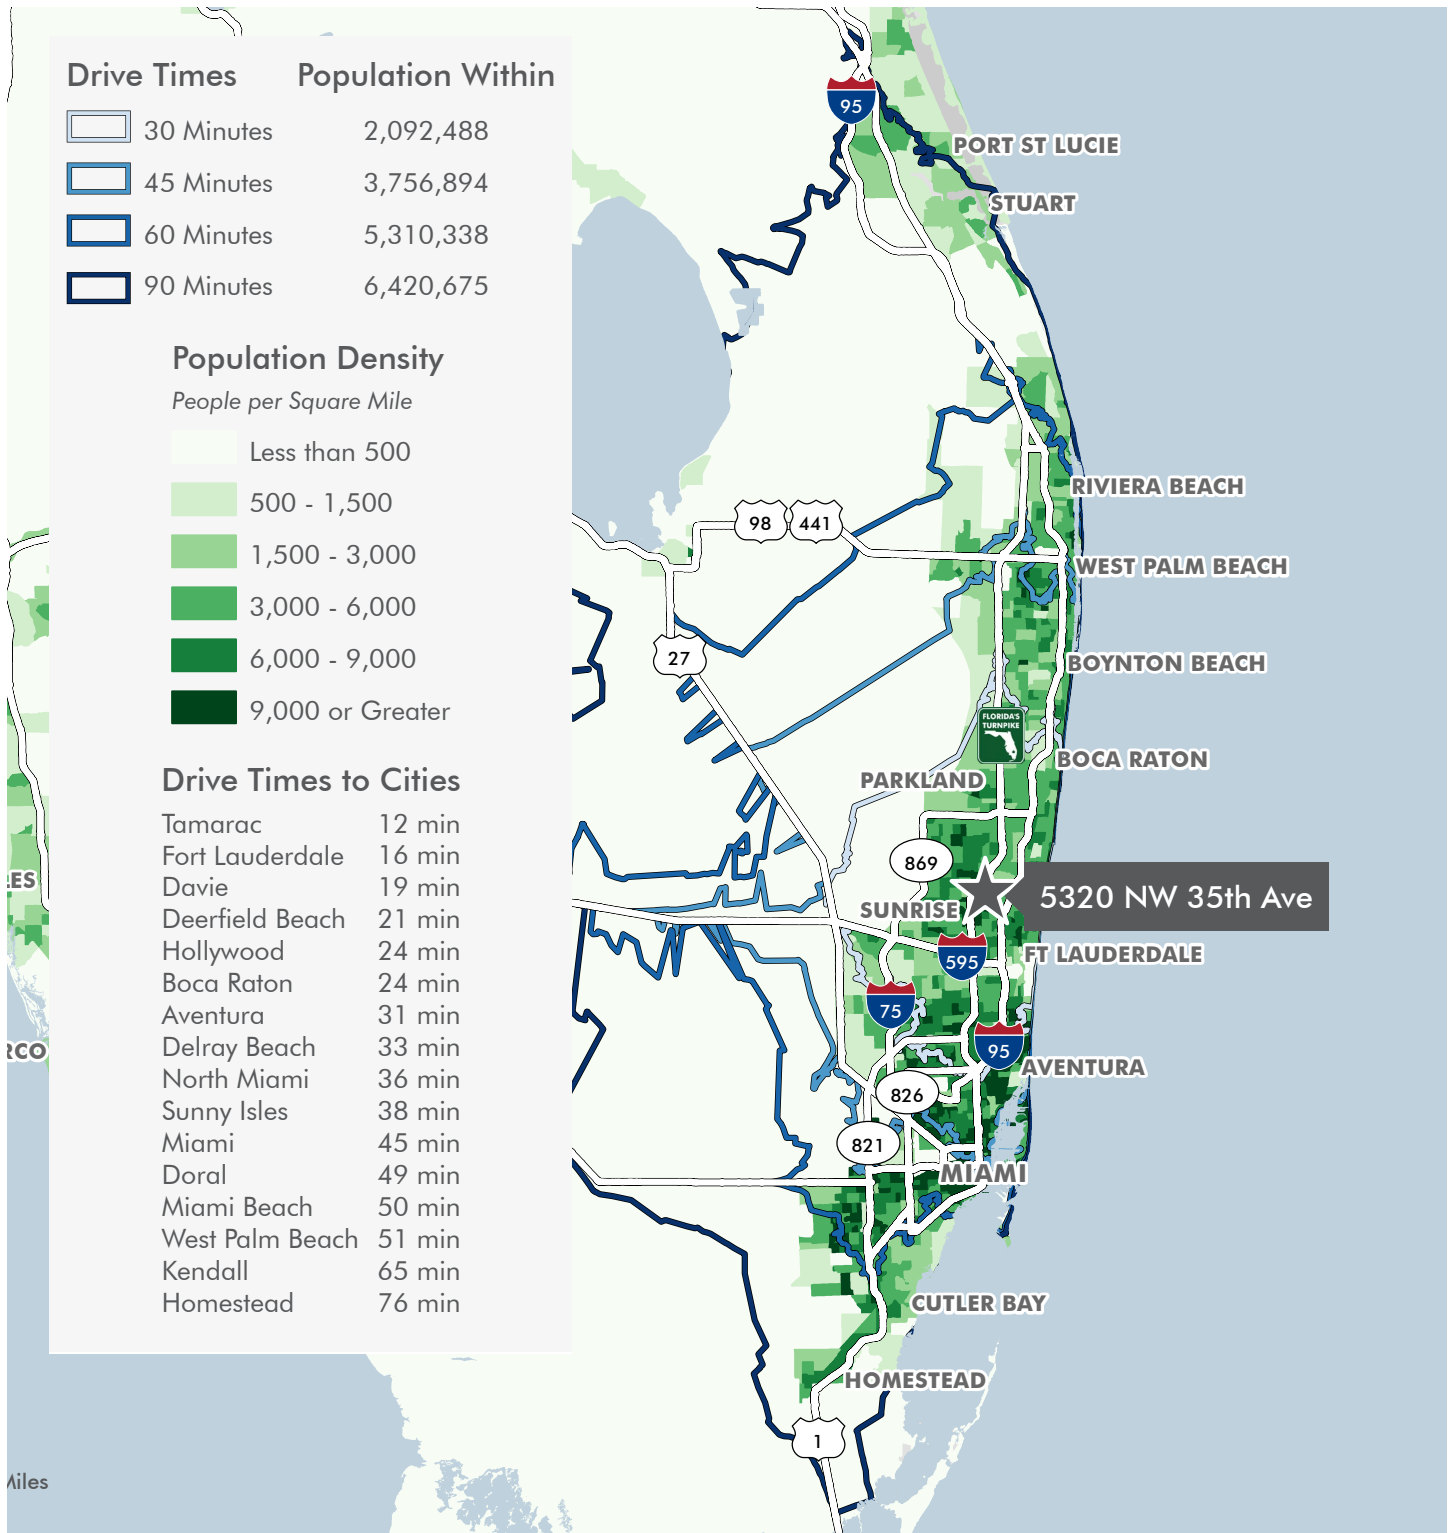 Drive Times Population Within
30 Minutes 2,092,488
45 Minutes 3,756,894
60 Minutes 5,310,338
90 Minutes 6,420,675
Population Density
People per Square Mile
Less than 500
500 - 1,500
1,500 - 3,000
3,000 - 6,000
6,000 - 9,000
9,000 or Greater
Drive Times to Cities
Tamarac 12 min
Fort Lauderdale 16 min
Davie 19 min
Deerfield Beach 21 min
Hollywood 24 min
Boca Raton 24 min
Aventura 31 min
Delray Beach 33 min
North Miami 36 min
Sunny Isles 38 min
Miami 45 min
Doral 49 min
Miami Beach 50 min
West Palm Beach 51 min
Kendall 65 min
Homestead 76 min
LES
RCO
Miles
95
PORT ST LUCIE
STUART
RIVIERA BEACH
98 441
WEST PALM BEACH
27
BOYNTON BEACH
FLORIDA'S
TURNPIKE
BOCA RATON
PARKLAND
869
5320 NW 35th Ave
SUNRISE
595
FT LAUDERDALE
75
95
AVENTURA
826
821
MIAMI
CUTLER BAY
HOMESTEAD
1